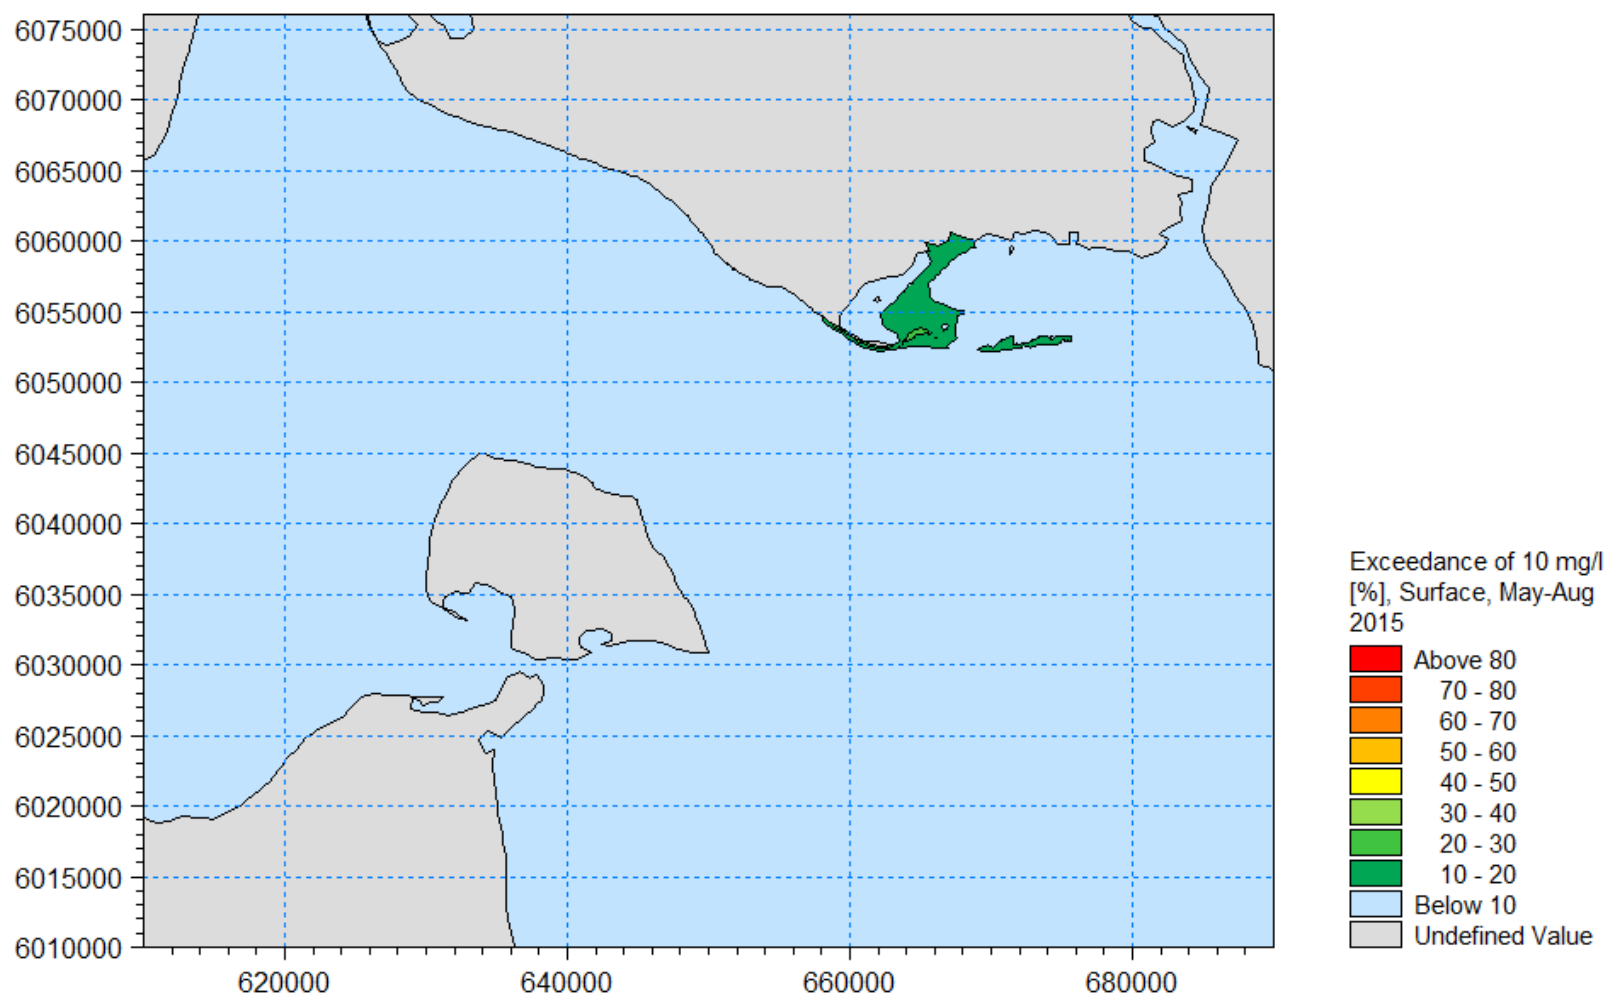 6075000
6070000
6065000
6060000
6055000
6050000
6045000
6040000
6035000
6030000
6025000
6020000
6015000
6010000
620000 640000 660000 680000
Exceedance of 10 mg/l
[%], Surface, May-Aug
2015
Above 80
70 - 80
60 - 70
50 - 60
40 - 50
30 - 40
20 - 30
10 - 20
Below 10
Undefined Value